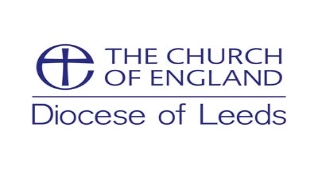 THE CHURCH
OF ENGLAND
Diocese of Leeds